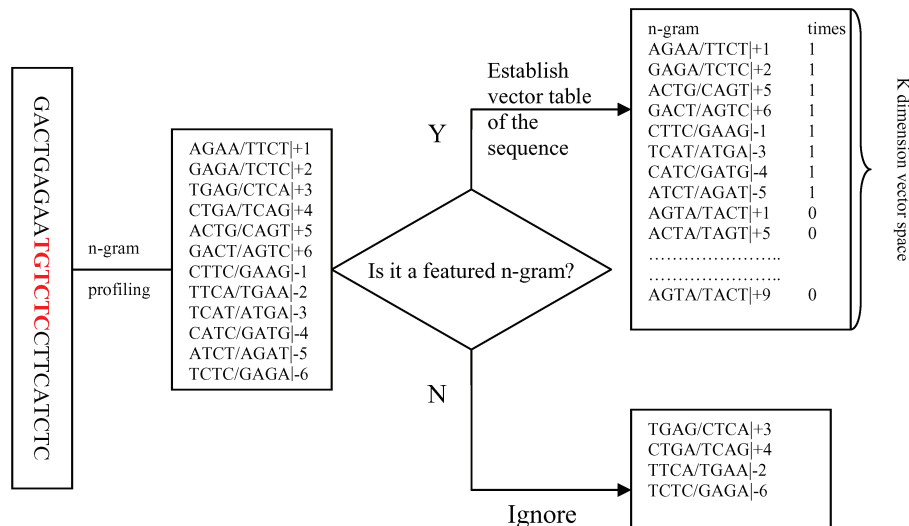 GACTGAGAATGTCTCCTTCATCTC
n-gram
profiling
AGAA/TTCT|+1
GAGA/TCTC|+2
TGAG/CTCA|+3
CTGA/TCAG|+4
ACTG/CAGT|+5
GACT/AGTC|+6
CTTC/GAAG|-1
TTCA/TGAA|-2
TCAT/ATGA|-3
CATC/GATG|-4
ATCT/AGAT|-5
TCTC/GAGA|-6
Is it a featured n-gram?
Y
Establish
vector table
of the
sequence
n-gram times
AGAA/TTCT|+1 1
GAGA/TCTC|+2 1
ACTG/CAGT|+5 1
GACT/AGTC|+6 1
CTTC/GAAG|-1 1
TCAT/ATGA|-3 1
CATC/GATG|-4 1
ATCT/AGAT|-5 1
AGTA/TACT|+1 0
ACTA/TAGT|+5 0
……………………..
……………………..
AGTA/TACT|+9 0
K dimension vector space
N
Ignore
TGAG/CTCA|+3
CTGA/TCAG|+4
TTCA/TGAA|-2
TCTC/GAGA|-6